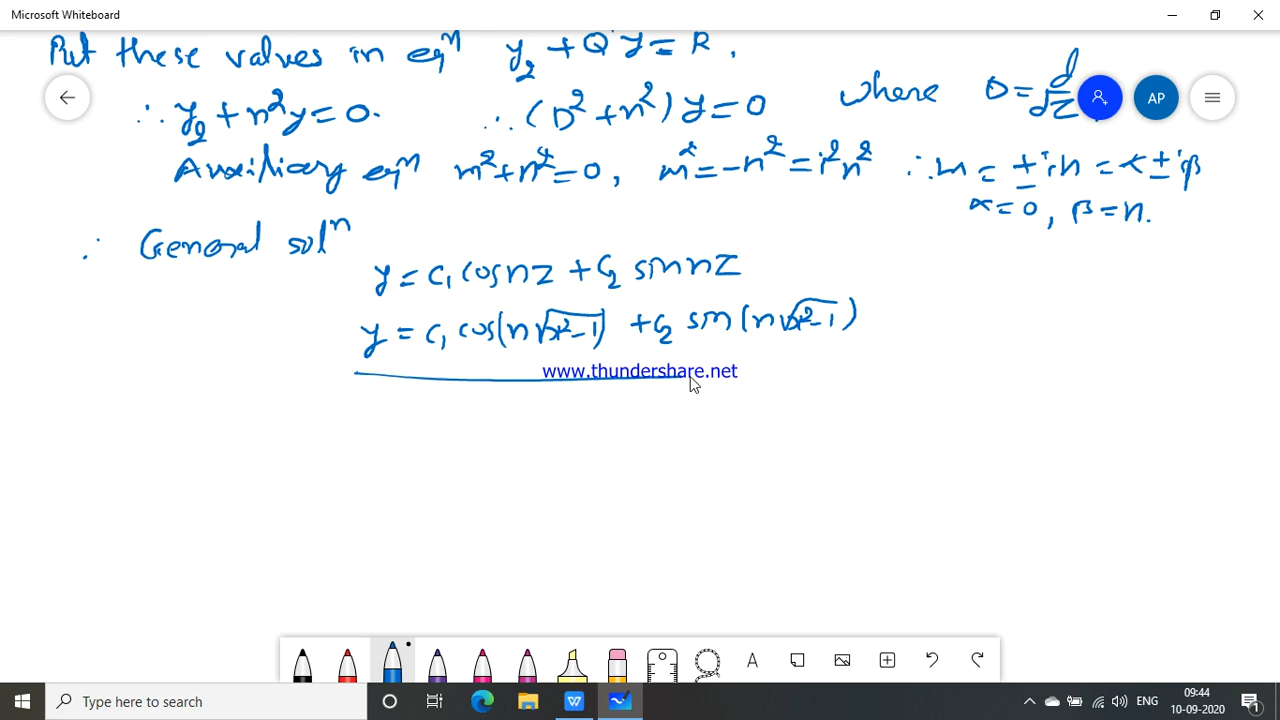 Microsoft Whiteboard
Put these values in eqⁿ y₂ + Q y = R,
∴ y₂ + n²y = 0. ∴ (D² + n²) y = 0 where D = d/dz,
AP
Auxiliary eqⁿ m² + n² = 0, m² = -n² = i²n² ∴ m = ± in = α ± iβ
α = 0, β = n.
∴ General solⁿ
y = c₁ cos nz + c₂ sin nz
y = c₁ cos(n√x²-1) + c₂ sin(n√x²-1)
www.thundershare.net
Type here to search
ENG
09:44
10-09-2020
1